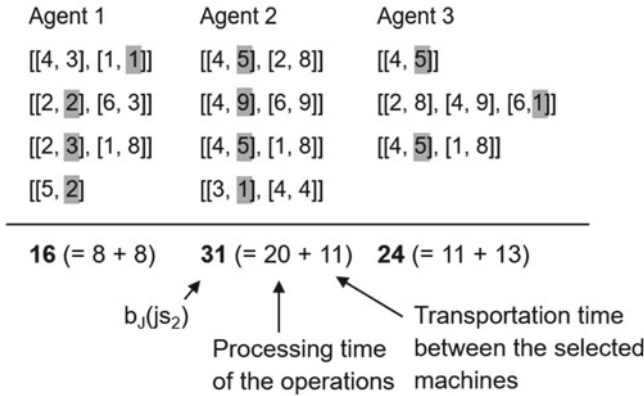 Agent 1 Agent 2 Agent 3
[[4, 3], [1, 1]] [[4, 5], [2, 8]] [[4, 5]]
[[2, 2], [6, 3]] [[4, 9], [6, 9]] [[2, 8], [4, 9], [6,1]]
[[2, 3], [1, 8]] [[4, 5], [1, 8]] [[4, 5], [1, 8]]
[[5, 2] [[3, 1], [4, 4]]
16 (= 8 + 8) 31 (= 20 + 11) 24 (= 11 + 13)
bJ(js2)
Processing time
of the operations
Transportation time
between the selected
machines